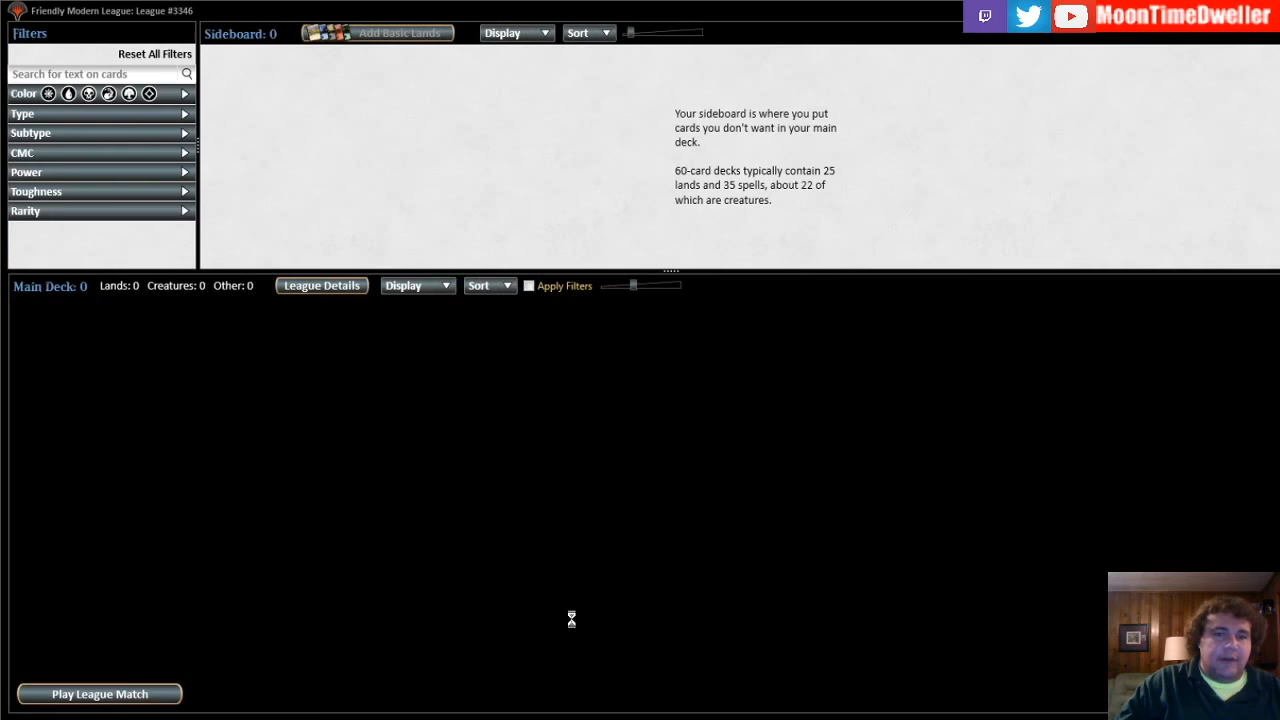 Friendly Modern League: League #3346
MoonTimeDweller
Filters
Sideboard: 0
Add Basic Lands
Display
Sort
Reset All Filters
Search for text on cards
Color
Type
Subtype
CMC
Power
Toughness
Rarity
Your sideboard is where you put
cards you don't want in your main
deck.
60-card decks typically contain 25
lands and 35 spells, about 22 of
which are creatures.
Main Deck: 0
Lands: 0
Creatures: 0
Other: 0
League Details
Display
Sort
Apply Filters
Play League Match